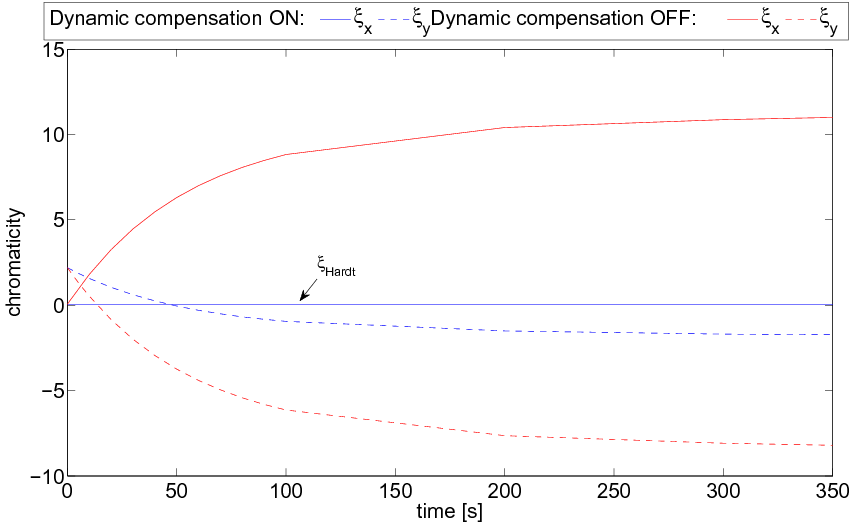 Dynamic compensation ON: ξx ξy Dynamic compensation OFF: ξx ξy
15
10
5
0
−5
−10
chromaticity
ξHardt
0 50 100 150 200 250 300 350
time [s]